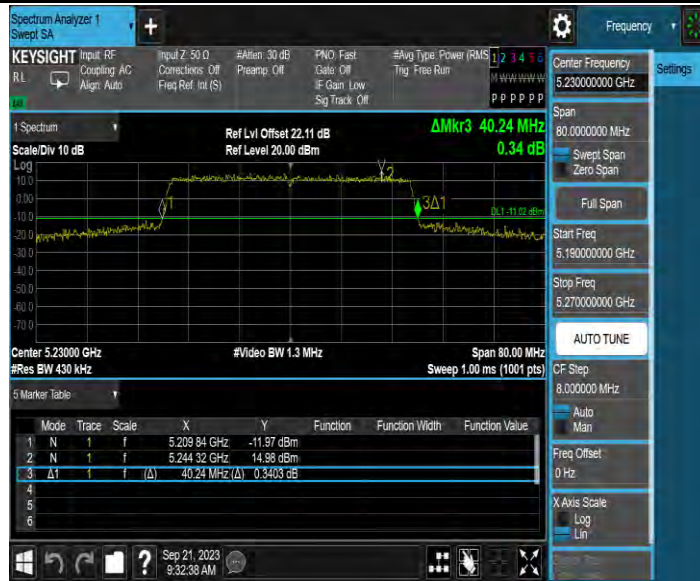 Spectrum Analyzer 1
Swept SA
Frequency
KEYSIGHT Input: RF Input Z: 50 Ω #Atten: 30 dB PNO: Fast #Avg Type: Power (RMS 1 2 3 4 5 6
RL Coupling: AC Corrections: Off Preamp: Off Gate: Off Trig: Free Run M W W W W W
Align: Auto Freq Ref: Int (S) IF Gain: Low P P P P P P
Sig Track: Off
Center Frequency
5.230000000 GHz
Settings
Span
80.0000000 MHz
Swept Span
Zero Span
Full Span
Start Freq
5.190000000 GHz
Stop Freq
5.270000000 GHz
AUTO TUNE
CF Step
8.000000 MHz
Auto
Man
Freq Offset
0 Hz
X Axis Scale
Log
Lin
1 Spectrum
Ref Lvl Offset 22.11 dB ΔMkr3 40.24 MHz
Scale/Div 10 dB Ref Level 20.00 dBm 0.34 dB
Log
10.0
0.00
-10.0
-20.0
-30.0
-40.0
-50.0
-60.0
-70.0
1
2
3Δ1
DL1 -11.02 dBm
Center 5.23000 GHz #Video BW 1.3 MHz Span 80.00 MHz
#Res BW 430 kHz Sweep 1.00 ms (1001 pts)
5 Marker Table
Mode Trace Scale X Y Function Function Width Function Value
1 N 1 f 5.209 84 GHz -11.97 dBm
2 N 1 f 5.244 32 GHz 14.98 dBm
3 Δ1 1 f (Δ) 40.24 MHz (Δ) 0.3403 dB
4
5
6
Sep 21, 2023
9:32:38 AM